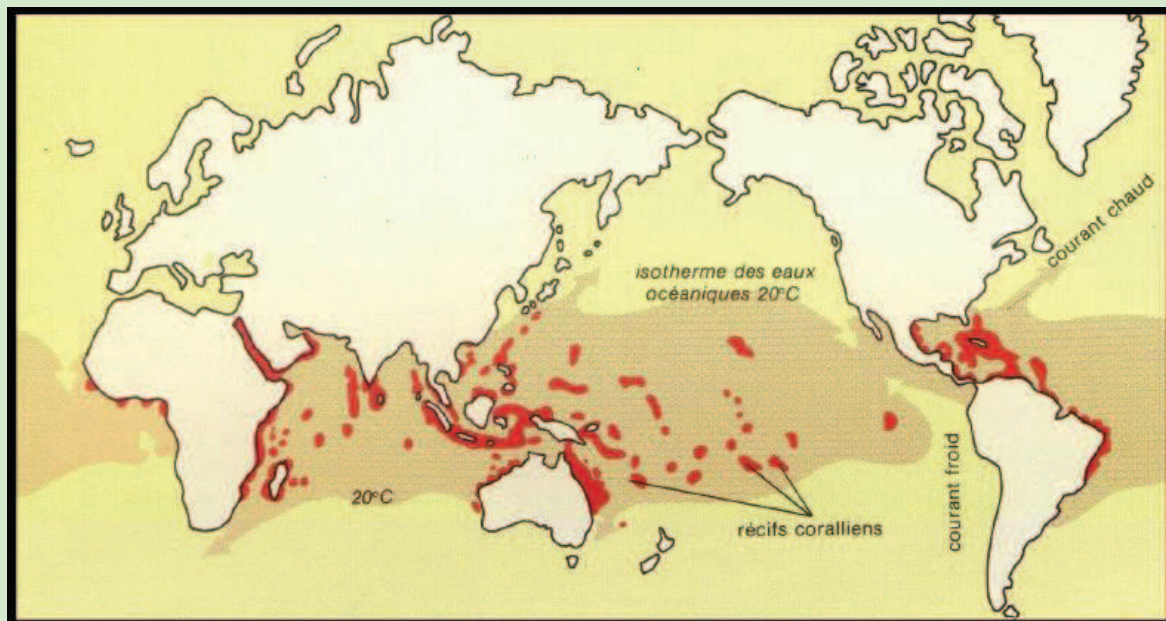 courant chaud
isotherme des eaux
océaniques 20°C
20°C
courant froid
récifs coralliens